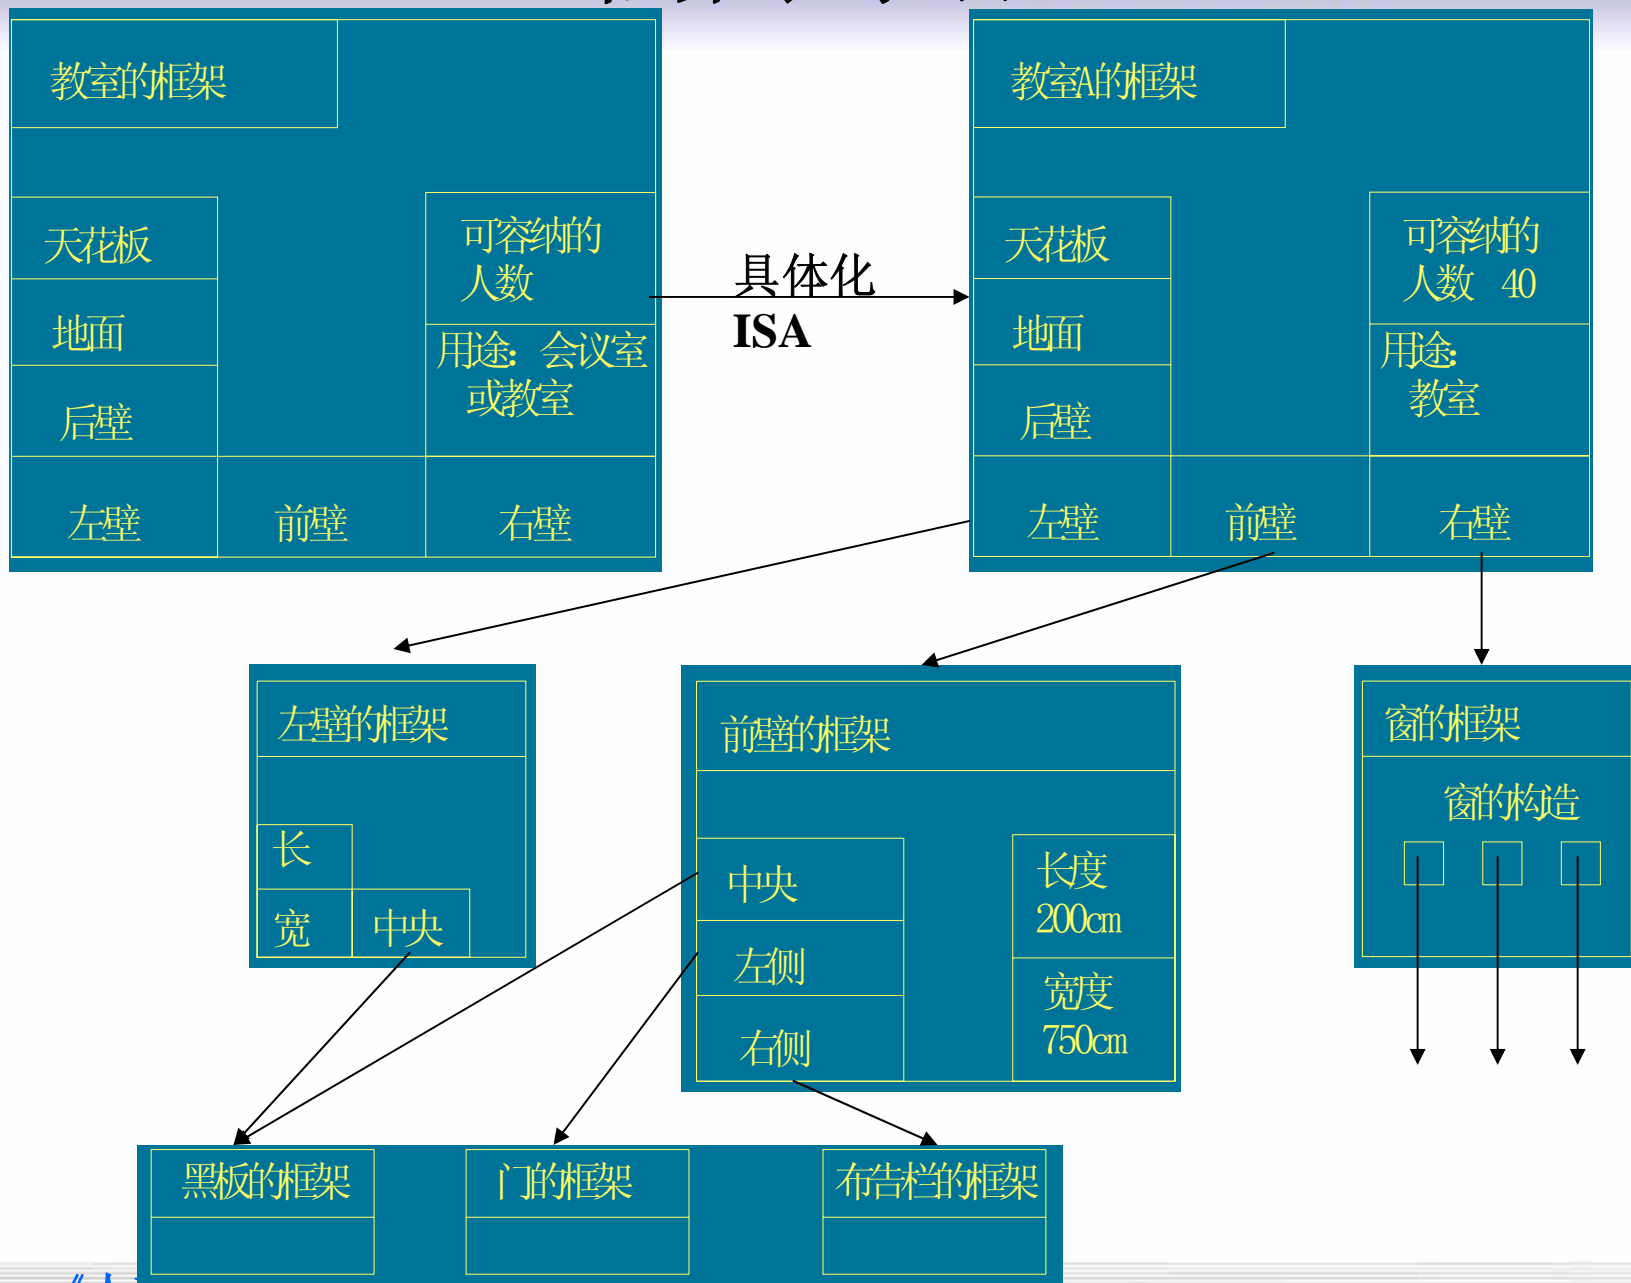 教室的框架
天花板
地面
后壁
左壁
前壁
右壁
可容纳的
人数
用途：会议室
或教室
具体化
ISA
教室A的框架
天花板
地面
后壁
左壁
前壁
右壁
可容纳的
人数 40
用途：
教室
左壁的框架
长
宽
中央
前壁的框架
中央
左侧
右侧
长度
200cm
宽度
750cm
窗的框架
窗的构造
黑板的框架
门的框架
布告栏的框架